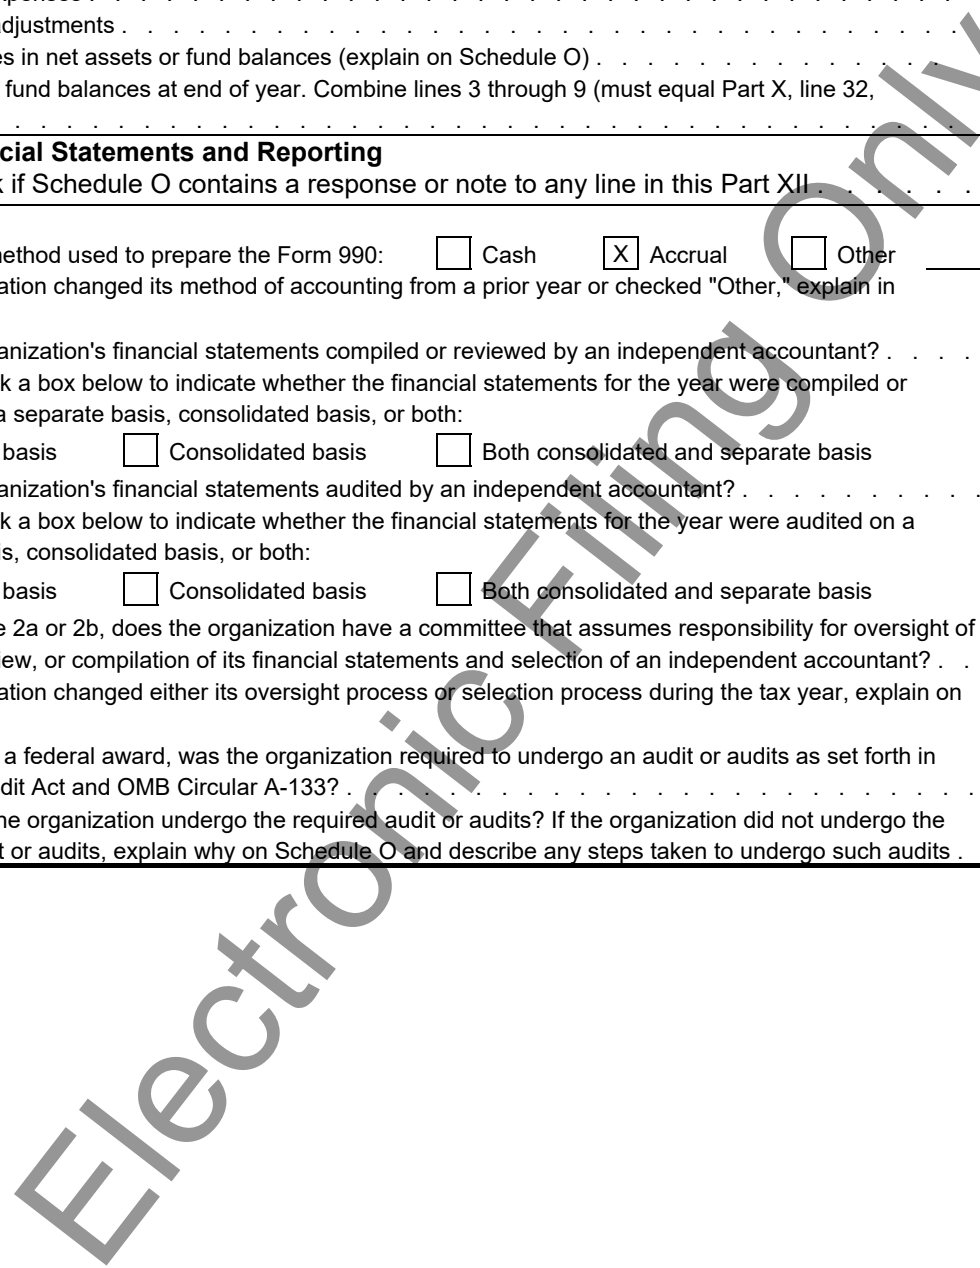 adjustments . . . . . . . . . . . . . . . . . . . . . .
es in net assets or fund balances (explain on Schedule O) . . . . . . . . . . . . . .
fund balances at end of year. Combine lines 3 through 9 (must equal Part X, line 32,
. . . . . . . . . . . . . . . . . . . . . . . . . . . . . . . . . . . .
cial Statements and Reporting
k if Schedule O contains a response or note to any line in this Part XII . . . . . .
method used to prepare the Form 990: Cash X Accrual Other
ation changed its method of accounting from a prior year or checked "Other," explain in
anization's financial statements compiled or reviewed by an independent accountant? . . . .
k a box below to indicate whether the financial statements for the year were compiled or
a separate basis, consolidated basis, or both:
basis Consolidated basis Both consolidated and separate basis
anization's financial statements audited by an independent accountant? . . . . . . . . . .
k a box below to indicate whether the financial statements for the year were audited on a
is, consolidated basis, or both:
basis Consolidated basis Both consolidated and separate basis
e 2a or 2b, does the organization have a committee that assumes responsibility for oversight of
iew, or compilation of its financial statements and selection of an independent accountant? . .
ation changed either its oversight process or selection process during the tax year, explain on
a federal award, was the organization required to undergo an audit or audits as set forth in
dit Act and OMB Circular A-133? . . . . . . . . . . . . . . . . . . . . . . . .
he organization undergo the required audit or audits? If the organization did not undergo the
t or audits, explain why on Schedule O and describe any steps taken to undergo such audits .
Electronic Filing Only